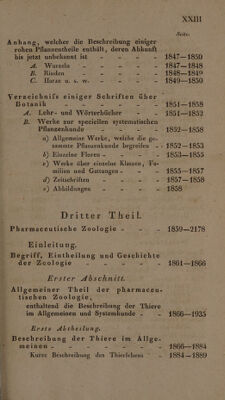 XXIII
Seite.
Anhang, welcher die Beschreibung einiger
rohen Pflanzentheile enthält, deren Abkunft
bis jetzt unbekannt ist - - - 1847—1850
A. Wurzeln - - - - 1847—1848
B. Rinden - - - - 1848—1849
C. Harze u. s. w. - - - - 1849—1850
Verzeichnifs einiger Schriften über
Botanik - - - - - 1851—1858
A. Lehr- und Wörterbücher - - 1851—1852
B. Werke zur speciellen systematischen
Pflanzenkunde - - - 1852—1858
a) Allgemeine Werke, welche die ge-
sammte Pflanzenkunde begreifen - 1852—1853
b) Einzelne Floren - - - 1853—1855
c) Werke über einzelne Klassen, Fa-
milien und Gattungen - - 1855—1857
d) Zeitschriften - - - 1857—1858
e) Abbildungen - - - 1858
Dritter Theil.
Pharmaceutische Zoologie - - - 1859—2178
Einleitung.
Begriff, Eintheilung und Geschichte
der Zoologie - - - - 1861—1866
Erster Abschnitt.
Allgemeiner Theil der pharmaceu-
tischen Zoologie,
enthaltend die Beschreibung der Thiere
im Allgemeinen und Systemkunde - - 1866—1935
Erste Abtheilung.
Beschreibung der Thiere im Allge-
meinen - - - - - 1866—1884
Kurze Beschreibung des Thierlebens - 1884—1889